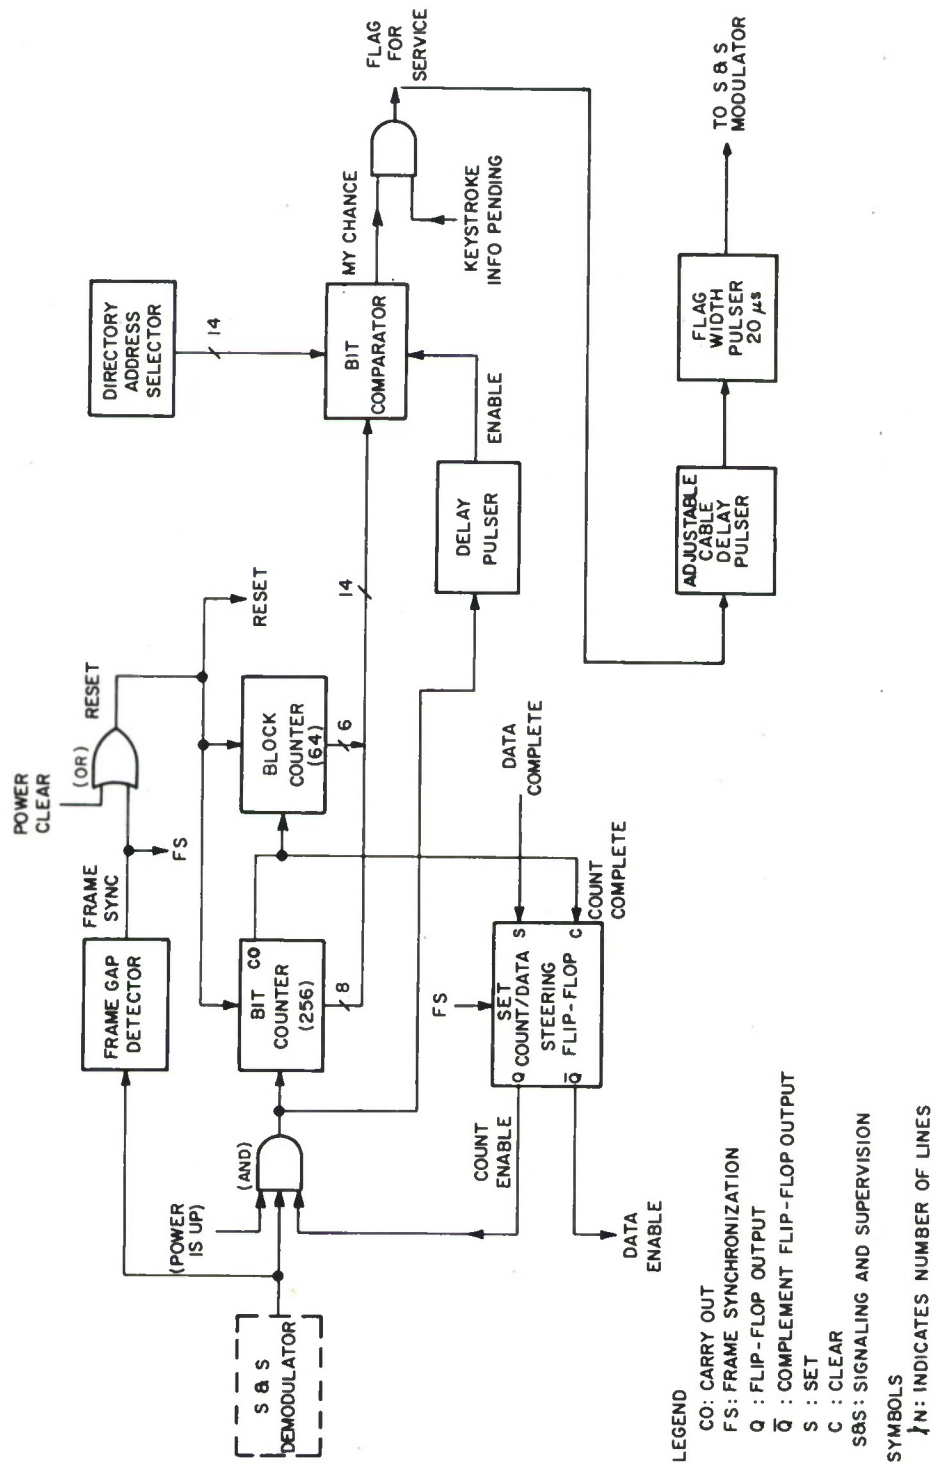 POWER
CLEAR
(OR)
RESET
FRAME
SYNC
FS
RESET
FRAME GAP
DETECTOR
DIRECTORY
ADDRESS
SELECTOR
14
S & S
DEMODULATOR
(POWER
IS UP)
(AND)
BIT
COUNTER
(256)
CO
8
BLOCK
COUNTER
(64)
6
14
BIT
COMPARATOR
MY CHANCE
KEYSTROKE
INFO PENDING
FLAG
FOR
SERVICE
DELAY
PULSER
ENABLE
COUNT
ENABLE
DATA
ENABLE
FS
SET
Q COUNT/DATA S
STEERING
Q̅ FLIP-FLOP C
DATA
COMPLETE
COUNT
COMPLETE
ADJUSTABLE
CABLE
DELAY
PULSER
FLAG
WIDTH
PULSER
20 μs
TO S & S
MODULATOR
LEGEND
CO: CARRY OUT
FS: FRAME SYNCHRONIZATION
Q : FLIP-FLOP OUTPUT
Q̅ : COMPLEMENT FLIP-FLOP OUTPUT
S : SET
C : CLEAR
S&S: SIGNALING AND SUPERVISION
SYMBOLS
/N: INDICATES NUMBER OF LINES